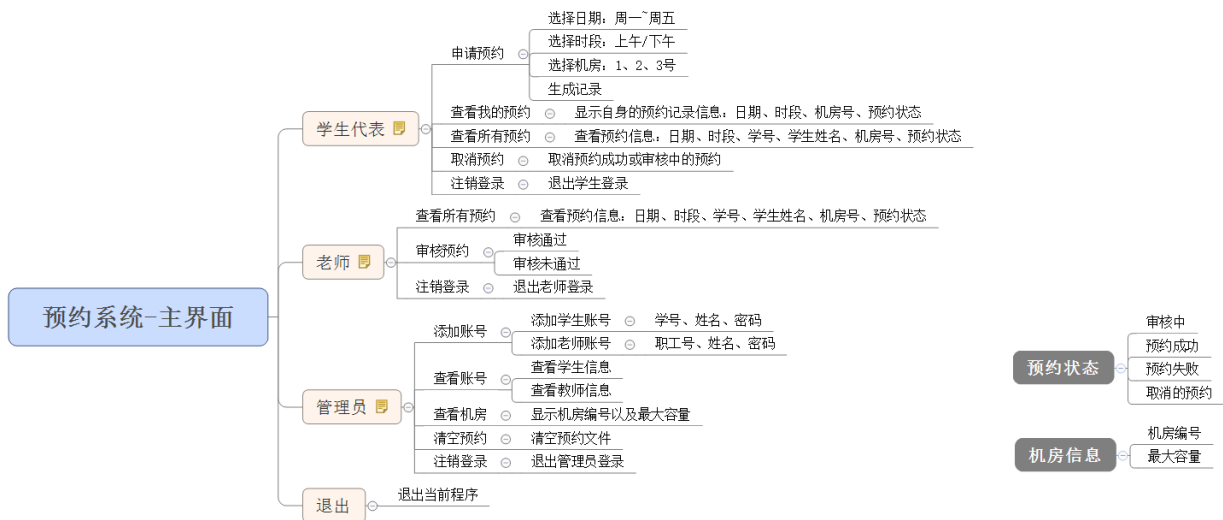 预约系统-主界面
学生代表
申请预约
选择日期：周一~周五
选择时段：上午/下午
选择机房：1、2、3号
生成记录
查看我的预约
显示自身的预约记录信息：日期、时段、机房号、预约状态
查看所有预约
查看预约信息：日期、时段、学号、学生姓名、机房号、预约状态
取消预约
取消预约成功或审核中的预约
注销登录
退出学生登录
老师
查看所有预约
查看预约信息：日期、时段、学号、学生姓名、机房号、预约状态
审核预约
审核通过
审核未通过
注销登录
退出老师登录
管理员
添加账号
添加学生账号
学号、姓名、密码
添加老师账号
职工号、姓名、密码
查看账号
查看学生信息
查看教师信息
查看机房
显示机房编号以及最大容量
清空预约
清空预约文件
注销登录
退出管理员登录
退出
退出当前程序
预约状态
审核中
预约成功
预约失败
取消的预约
机房信息
机房编号
最大容量